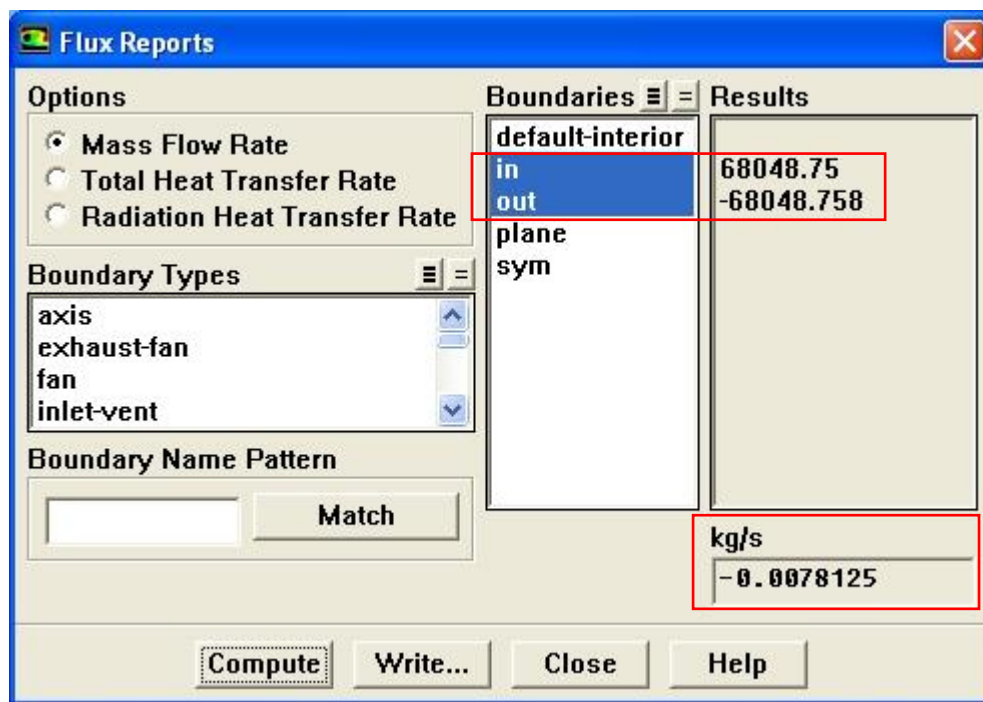 Flux Reports
Options
Mass Flow Rate
Total Heat Transfer Rate
Radiation Heat Transfer Rate
Boundary Types
axis
exhaust-fan
fan
inlet-vent
Boundary Name Pattern
Match
Boundaries
default-interior
in
out
plane
sym
Results
68048.75
-68048.758
kg/s
-0.0078125
Compute
Write...
Close
Help